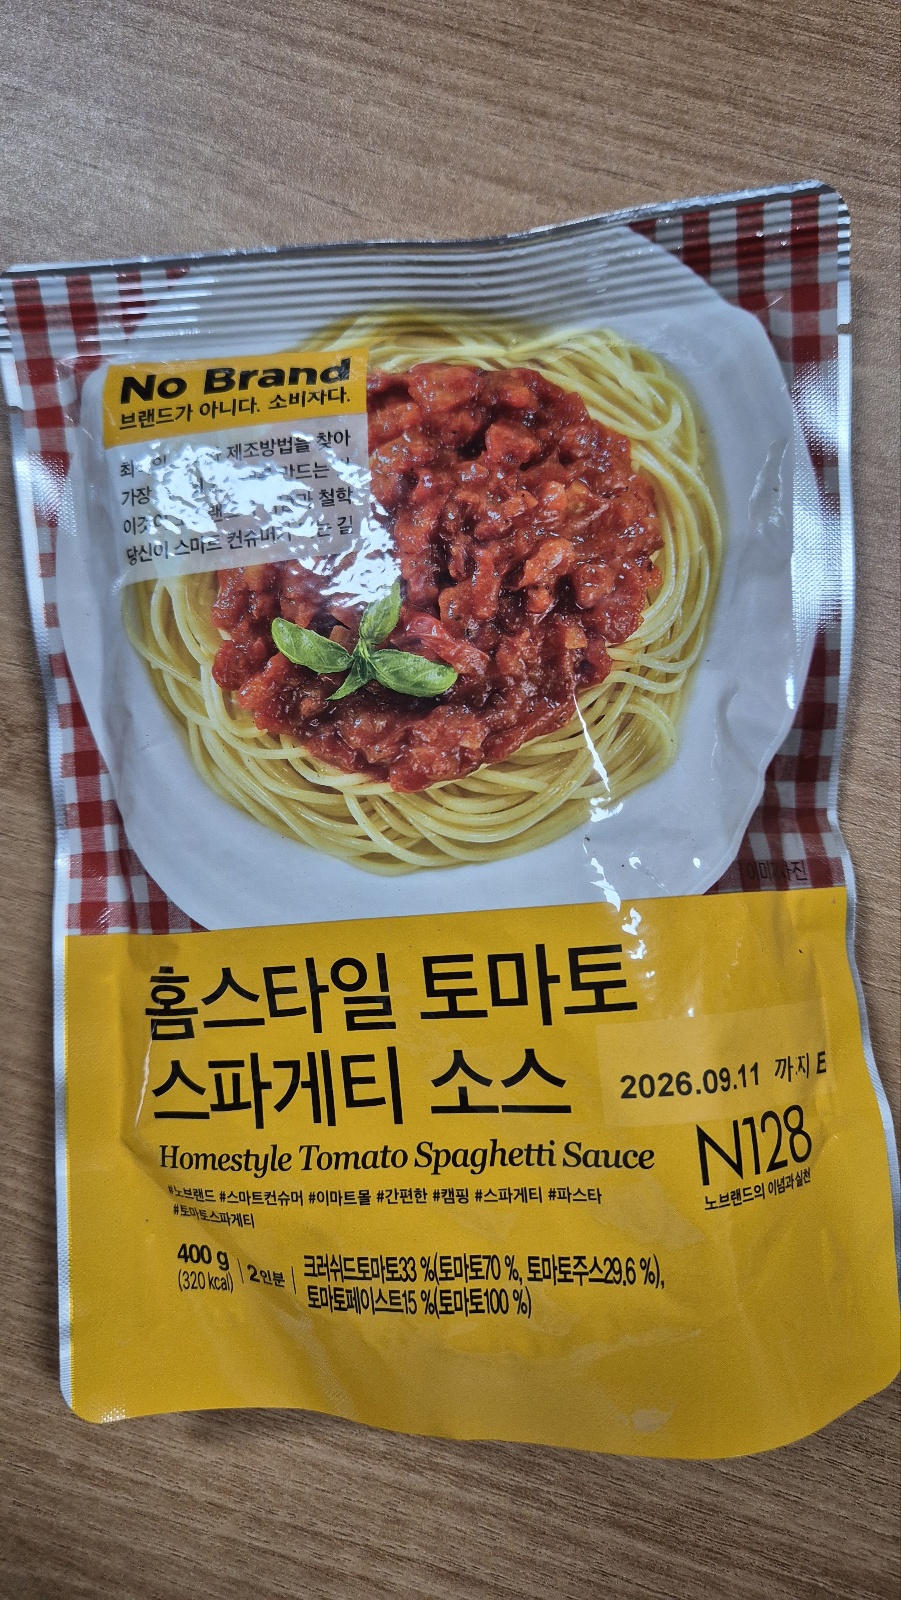 No Brand
브랜드가 아니다. 소비자다.
제조방법을 찾아
만드는
가장
철학
당신이 스마트 컨슈머가 는 길
이미지사진
홈스타일 토마토
스파게티 소스
2026.09.11 까지 E
Homestyle Tomato Spaghetti Sauce
N128
노브랜드의 이념과 실천
#노브랜드 #스마트컨슈머 #이마트몰 #간편한 #캠핑 #스파게티 #파스타
#토마토스파게티
400 g
(320 kcal)
2인분
크러쉬드토마토33 %(토마토70 %, 토마토주스29.6 %),
토마토페이스트15 %(토마토100 %)